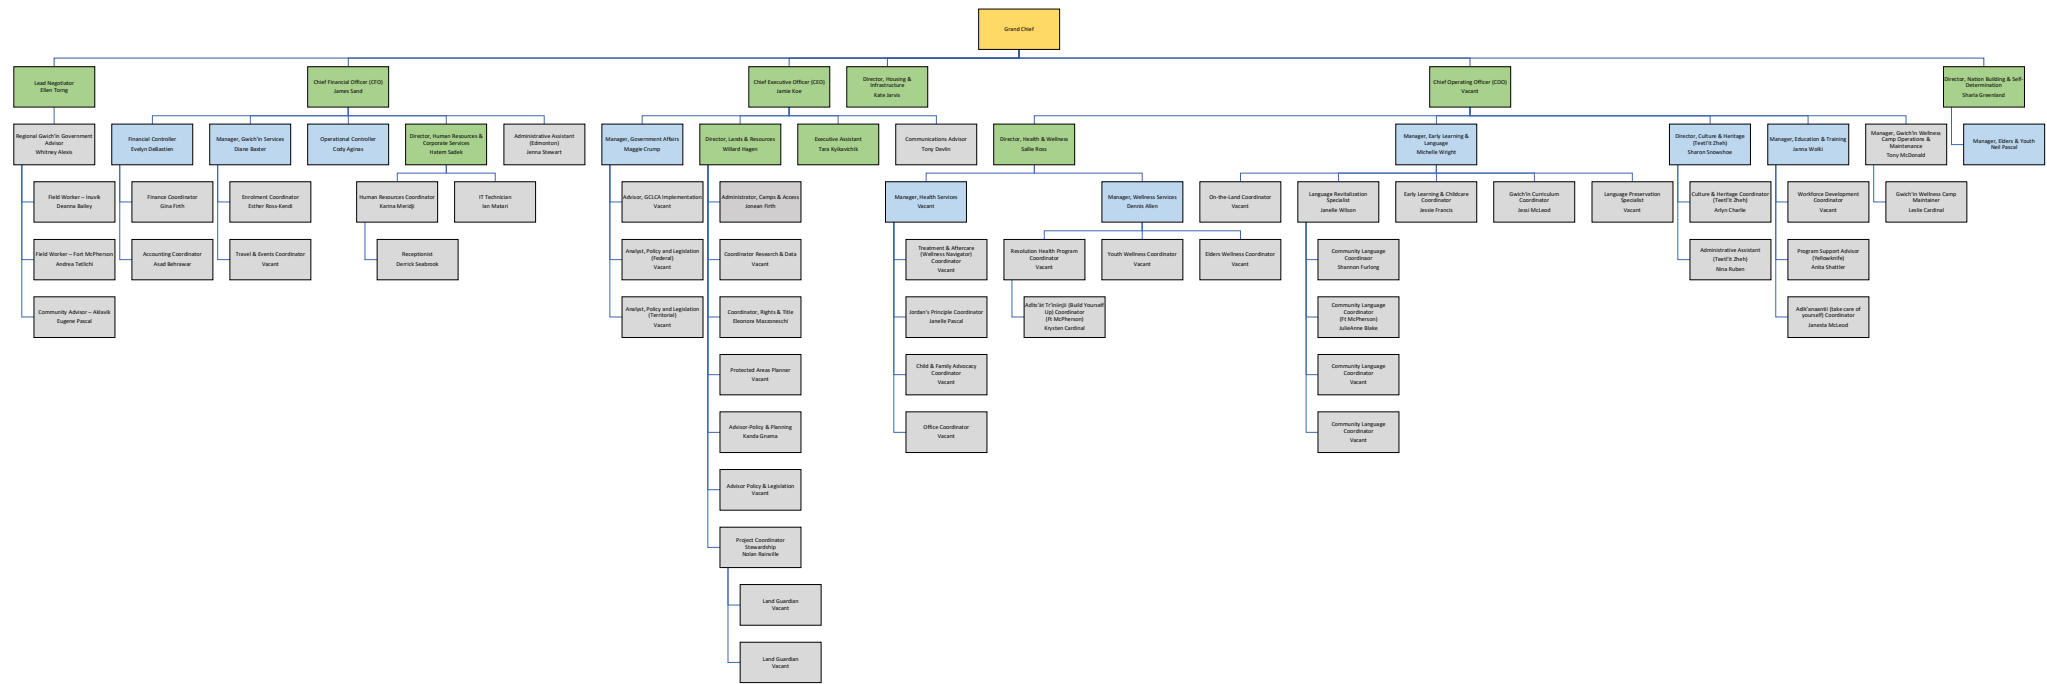 Grand Chief
Lead Negotiator
Ellen Torng
Chief Financial Officer (CFO)
James Sand
Chief Executive Officer (CEO)
Jamie Koe
Director, Housing &
Infrastructure
Kate Jarvis
Chief Operating Officer (COO)
Vacant
Director, Nation Building & Self-
Determination
Sharla Greenland
Regional Gwich'in Government
Advisor
Whitney Alexis
Financial Controller
Evelyn DeBastien
Manager, Gwich'in Services
Diane Baxter
Operational Controller
Cody Aginas
Director, Human Resources &
Corporate Services
Hatem Sadek
Administrative Assistant
(Edmonton)
Jenna Stewart
Manager, Government Affairs
Maggie Crump
Director, Lands & Resources
Willard Hagen
Executive Assistant
Tara Kyikavichik
Communications Advisor
Tony Devlin
Director, Health & Wellness
Sallie Ross
Manager, Early Learning &
Language
Michelle Wright
Director, Culture & Heritage
(Teetl'it Zheh)
Sharon Snowshoe
Manager, Education & Training
Janna Wolki
Manager, Gwich'in Wellness
Camp Operations &
Maintenance
Tony McDonald
Manager, Elders & Youth
Neil Pascal
Field Worker – Inuvik
Deanna Bailey
Finance Coordinator
Gina Firth
Enrolment Coordinator
Esther Ross-Kendi
Human Resources Coordinator
Karina Meridji
IT Technician
Ian Matari
Advisor, GCLCA Implementation
Vacant
Administrator, Camps & Access
Jonean Firth
Manager, Health Services
Vacant
Manager, Wellness Services
Dennis Allen
On-the-Land Coordinator
Vacant
Language Revitalization
Specialist
Janelle Wilson
Early Learning & Childcare
Coordinator
Jessie Francis
Gwich'in Curriculum
Coordinator
Jessi McLeod
Language Preservation
Specialist
Vacant
Culture & Heritage Coordinator
(Teetl'it Zheh)
Arlyn Charlie
Workforce Development
Coordinator
Vacant
Gwich'in Wellness Camp
Maintainer
Leslie Cardinal
Field Worker – Fort McPherson
Andrea Tetlichi
Accounting Coordinator
Asad Behrawar
Travel & Events Coordinator
Vacant
Receptionist
Derrick Seabrook
Analyst, Policy and Legislation
(Federal)
Vacant
Coordinator Research & Data
Vacant
Treatment & Aftercare
(Wellness Navigator)
Coordinator
Vacant
Resolution Health Program
Coordinator
Vacant
Youth Wellness Coordinator
Vacant
Elders Wellness Coordinator
Vacant
Community Language
Coordinaor
Shannon Furlong
Administrative Assistant
(Teetl'it Zheh)
Nina Ruben
Program Support Advisor
(Yellowknife)
Anita Shattler
Community Advisor – Aklavik
Eugene Pascal
Analyst, Policy and Legislation
(Territorial)
Vacant
Coordinator, Rights & Title
Eleonora Maczoneschi
Jordan's Principle Coordinator
Janelle Pascal
(Build Yourself
Up) Coordinator
(Ft McPherson)
Krysten Cardinal
Community Language
Coordinator
(Ft McPherson)
JulieAnne Blake
(take care of
yourself) Coordinator
Janesta McLeod
Protected Areas Planner
Vacant
Child & Family Advocacy
Coordinator
Vacant
Community Language
Coordinator
Vacant
Advisor-Policy & Planning
Kanda Gnama
Office Coordinator
Vacant
Community Language
Coordinator
Vacant
Advisor Policy & Legislation
Vacant
Project Coordinator
Stewardship
Nolan Rainville
Land Guardian
Vacant
Land Guardian
Vacant